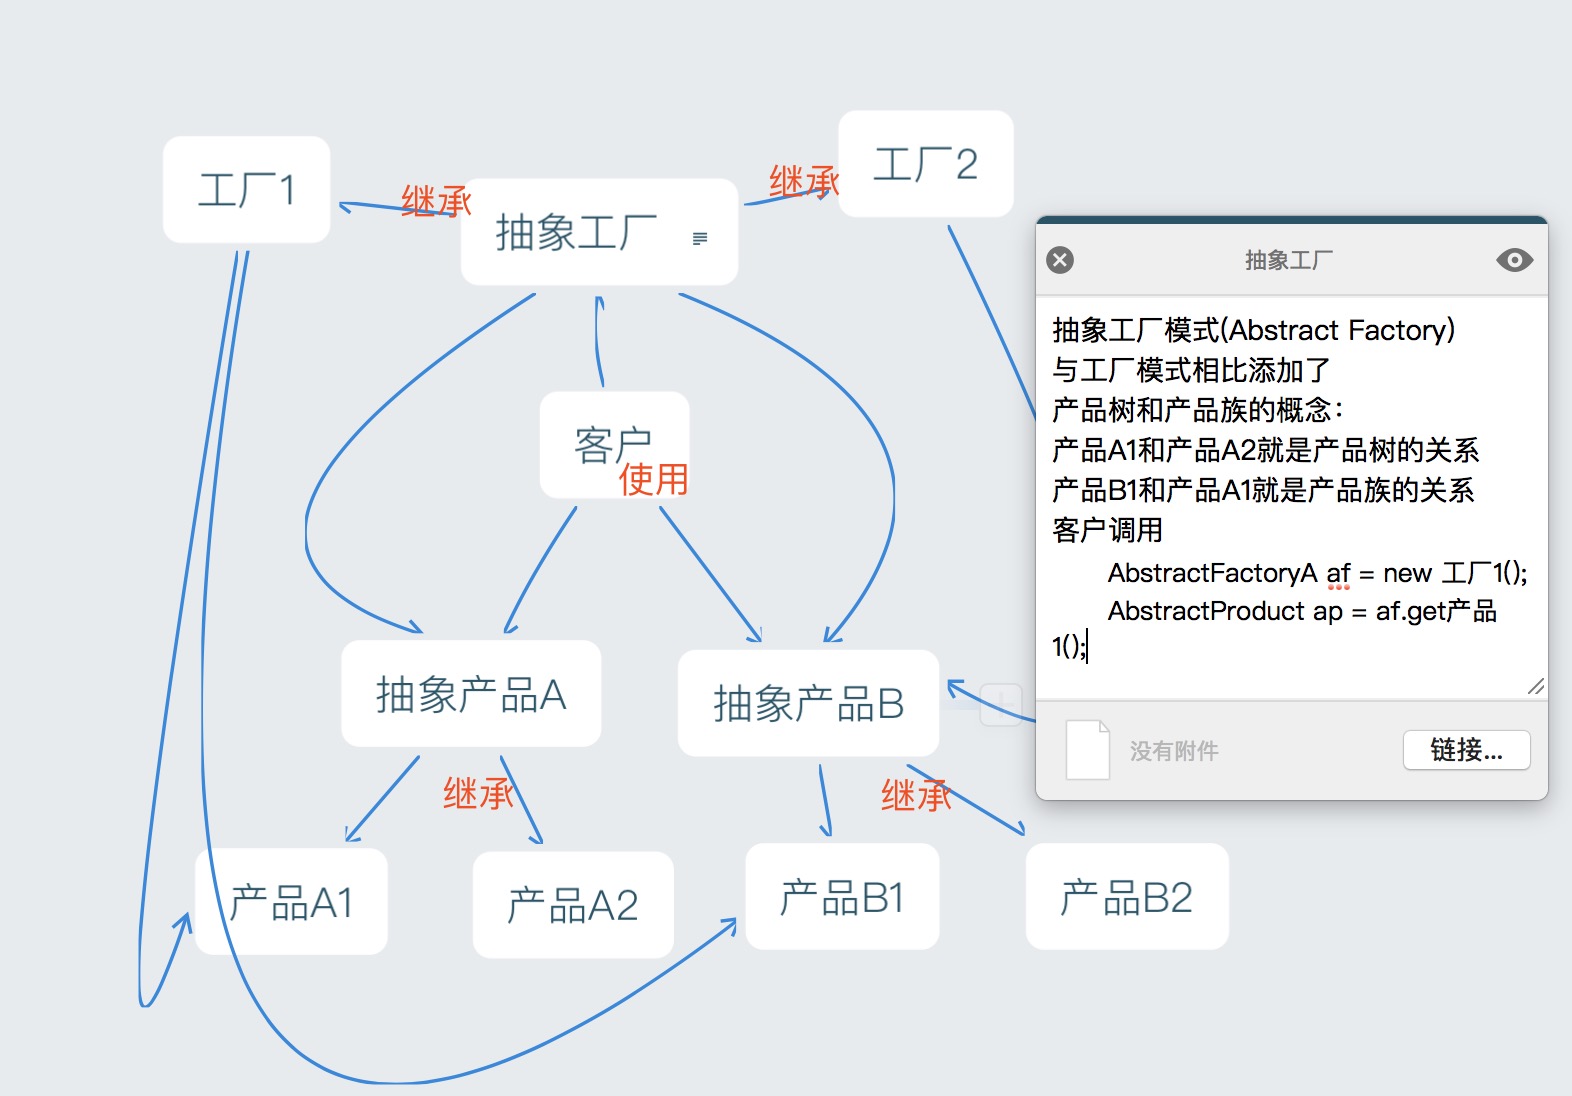 工厂2
工厂1
继承
继承
抽象工厂
客户
使用
抽象产品A
抽象产品B
继承
继承
产品A1
产品A2
产品B1
产品B2
抽象工厂
抽象工厂模式(Abstract Factory)
与工厂模式相比添加了
产品树和产品族的概念：
产品A1和产品A2就是产品树的关系
产品B1和产品A1就是产品族的关系
客户调用
AbstractFactoryA af = new 工厂1();
AbstractProduct ap = af.get产品
1();
没有附件
链接...